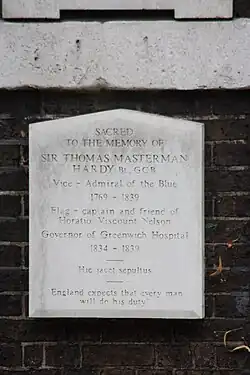 SACRED
TO THE MEMORY OF
SIR THOMAS MASTERMAN
HARDY Bt., G.C.B
Vice - Admiral of the Blue
1769 - 1839
Flag - captain and friend of
Horatio Viscount Nelson
Governor of Greenwich Hospital
1834 - 1839
Hic jacet sepultus
England expects that every man
will do his duty"